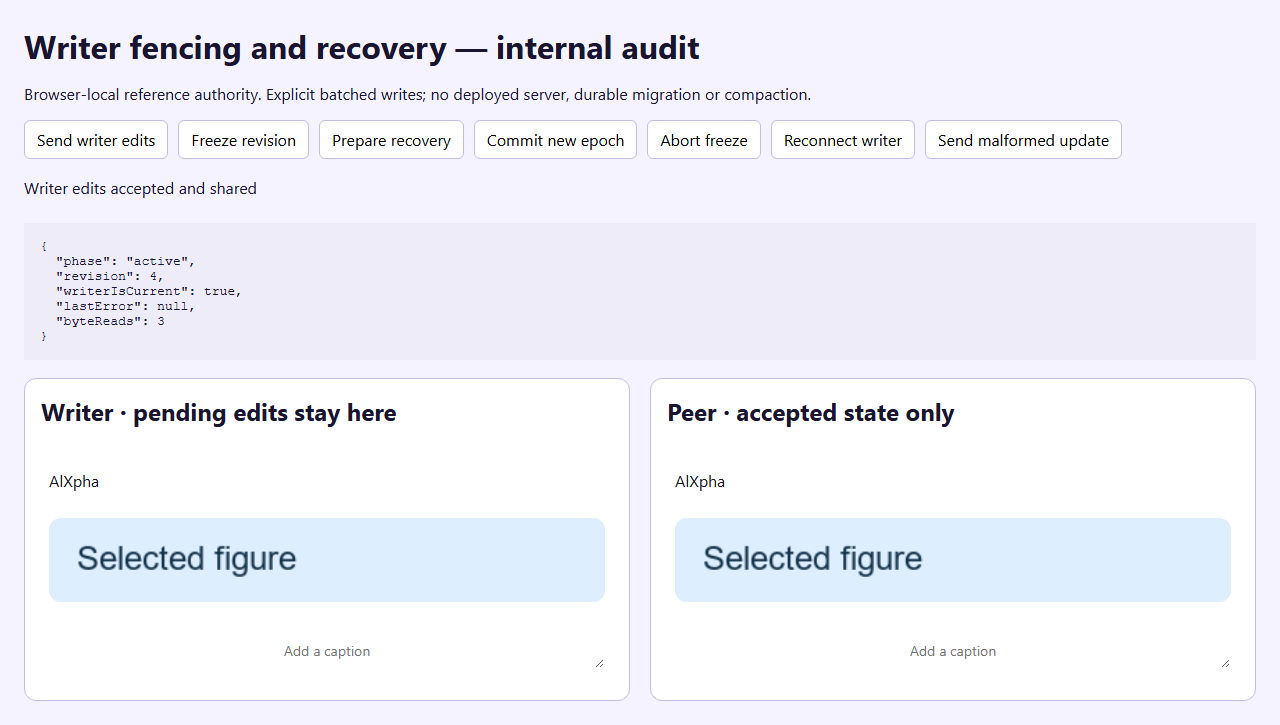 Writer fencing and recovery — internal audit
Browser-local reference authority. Explicit batched writes; no deployed server, durable migration or compaction.
Send writer edits
Freeze revision
Prepare recovery
Commit new epoch
Abort freeze
Reconnect writer
Send malformed update
Writer edits accepted and shared
{
  "phase": "active",
  "revision": 4,
  "writerIsCurrent": true,
  "lastError": null,
  "byteReads": 3
}
Writer · pending edits stay here
AlXpha
Selected figure
Add a caption
Peer · accepted state only
AlXpha
Selected figure
Add a caption